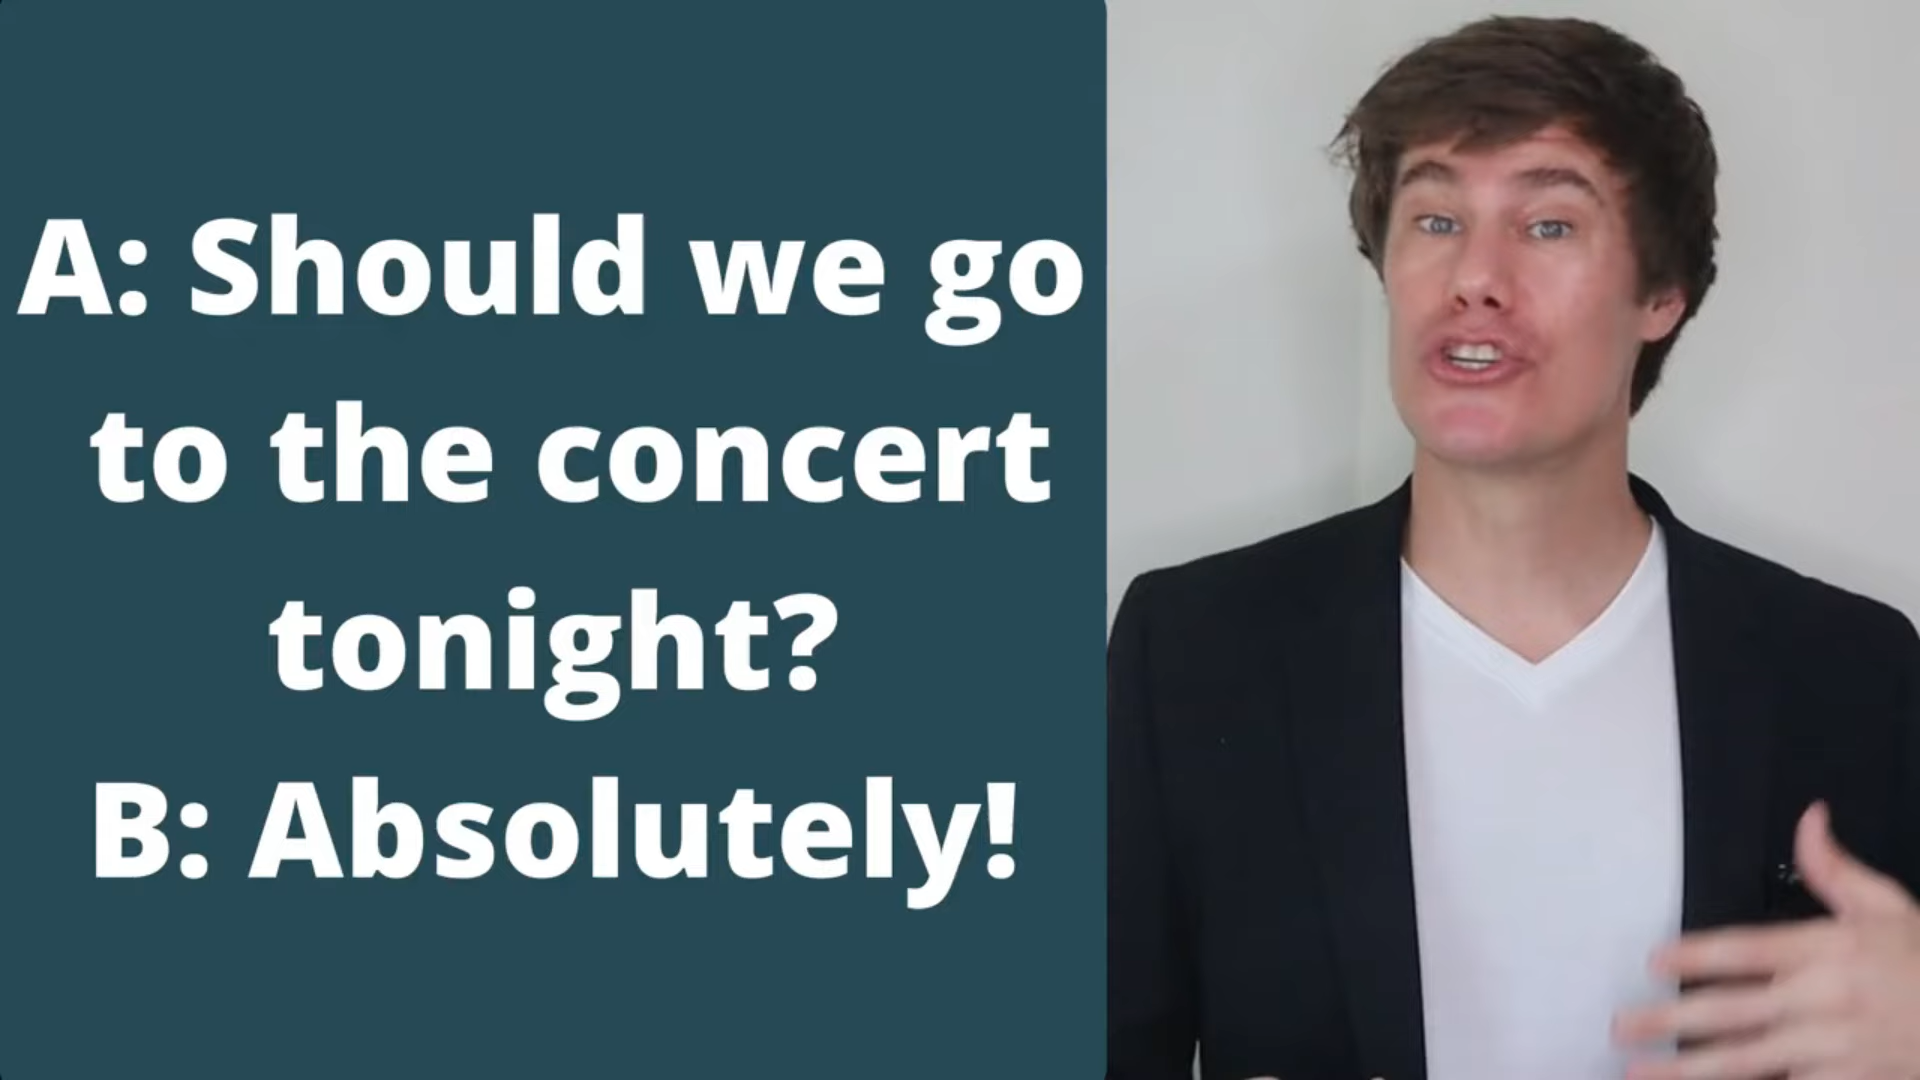 A: Should we go
to the concert
tonight?
B: Absolutely!